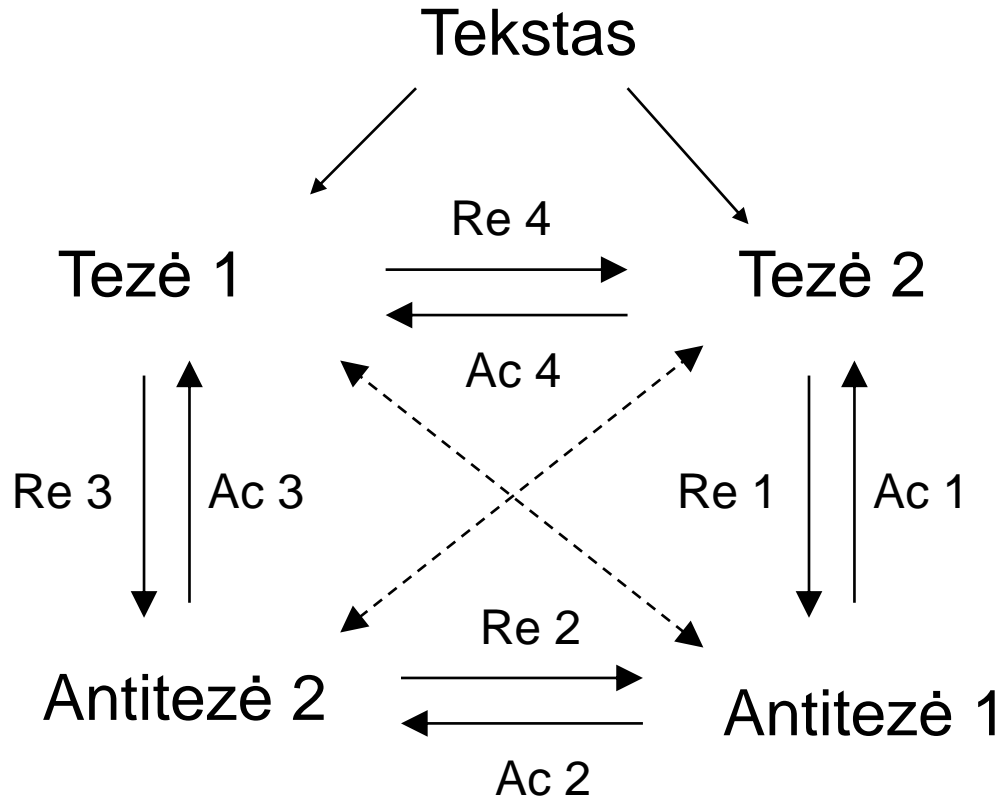 Tekstas
Re 4
Tezė 1
Tezė 2
Ac 4
Re 3
Ac 3
Re 1
Ac 1
Re 2
Antitezė 2
Antitezė 1
Ac 2